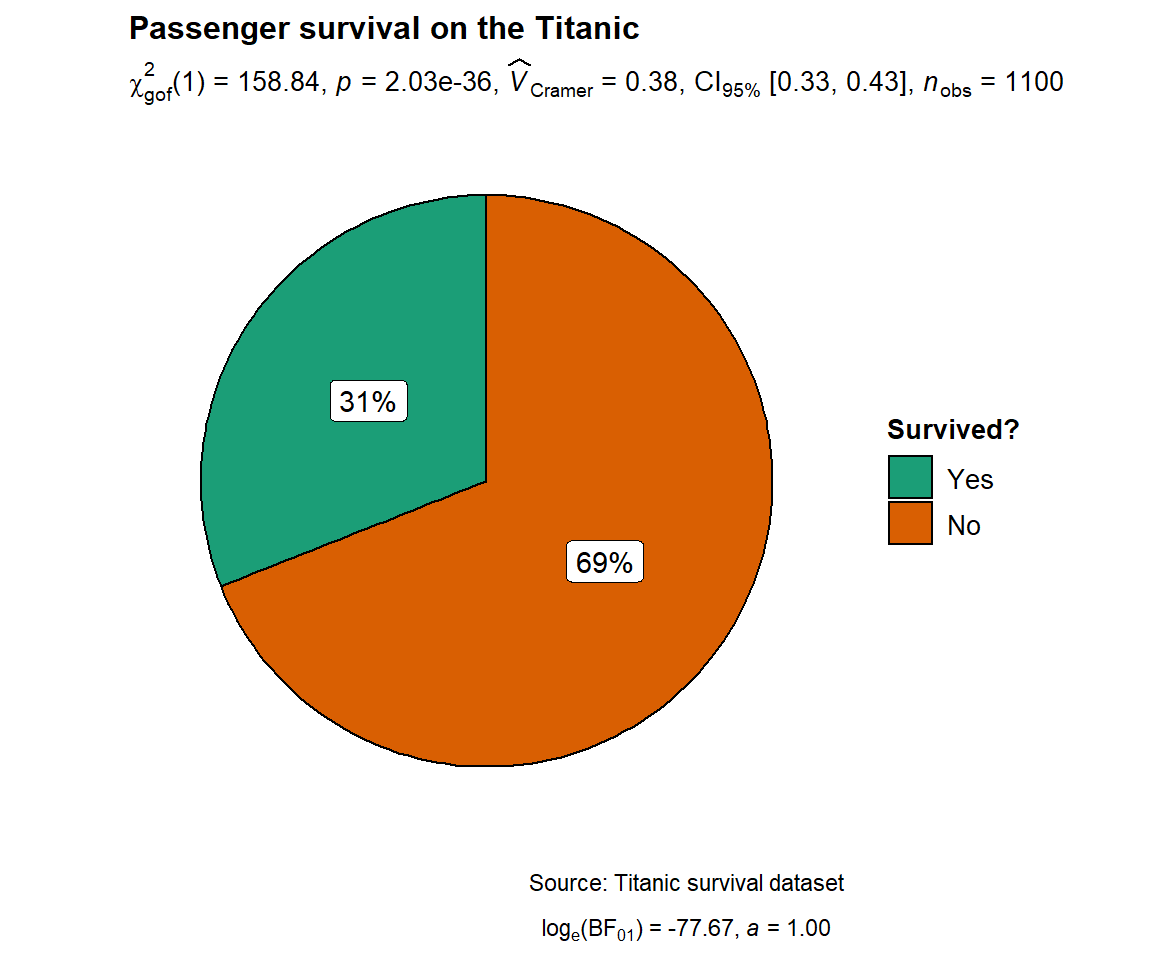 Passenger survival on the Titanic
χ²gof(1) = 158.84, p = 2.03e-36, V̂Cramer = 0.38, CI95% [0.33, 0.43], nobs = 1100
31%
69%
Survived?
Yes
No
Source: Titanic survival dataset
loge(BF01) = -77.67, a = 1.00